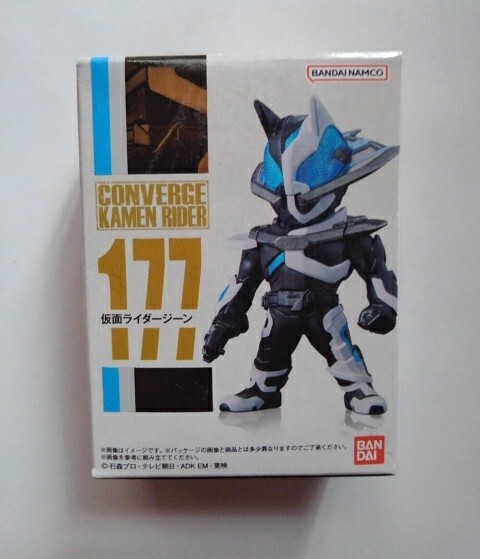 BANDAI NAMCO
CONVERGE
KAMEN RIDER
177
仮面ライダージーン
177
※画像はイメージです。※パッケージの画像と商品とは多少異なりますのでご了承ください。
※画像を参考に組み立ててください。
©石森プロ・テレビ朝日・ADK EM・東映
BAN
DAI